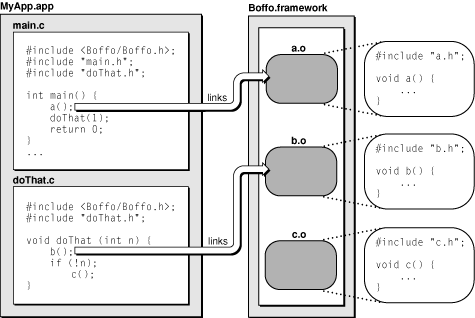 MyApp.app
main.c
#include <Boffo/Boffo.h>;
#include "main.h";
#include "doThat.h";
int main() {
a();
doThat(1);
return 0;
}
...
doThat.c
#include <Boffo/Boffo.h>;
#include "doThat.h";
void doThat (int n) {
b();
if (!n);
c();
}
links
links
Boffo.framework
a.o
b.o
c.o
#include "a.h";
void a() {
...
}
#include "b.h";
void b() {
...
}
#include "c.h";
void c() {
...
}